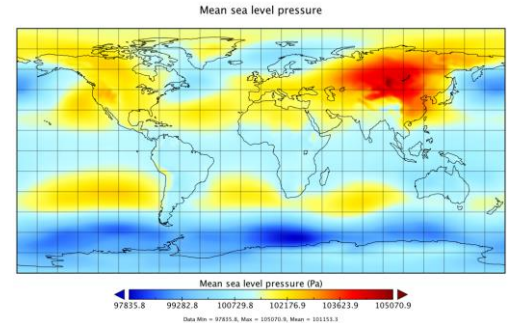 Mean sea level pressure
Mean sea level pressure (Pa)
97835.8 99282.8 100729.8 102176.9 103623.9 105070.9
Data Min = 97835.8, Max = 105070.9, Mean = 101153.3